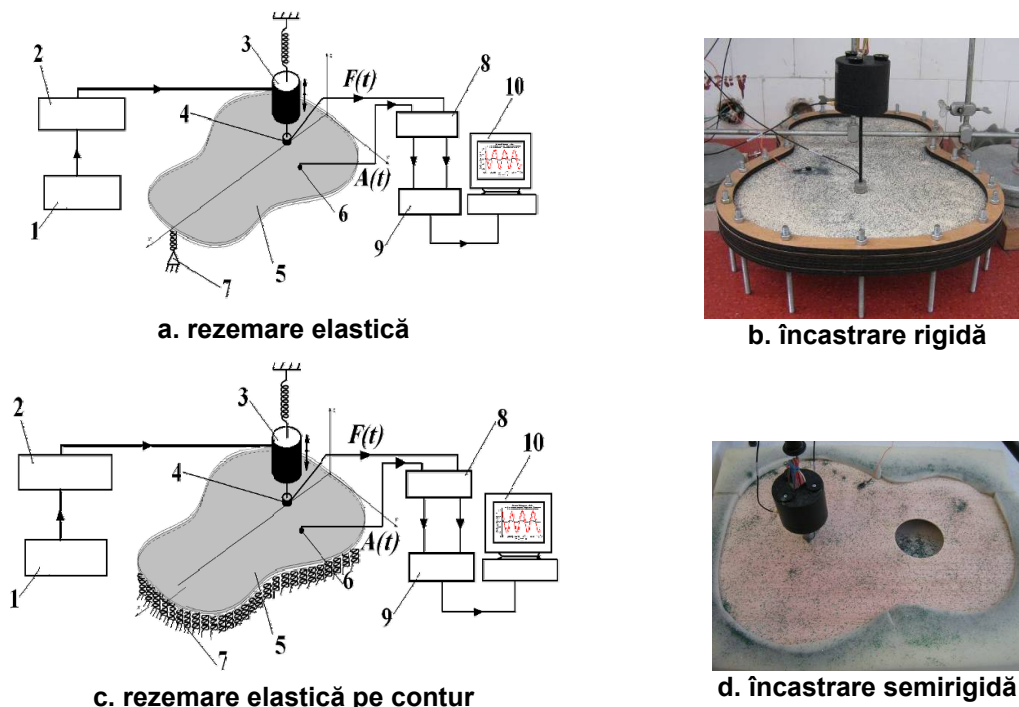 2
3
F(t)
8
10
4
A(t)
1
5
6
9
7
a. rezemare elastică
b. încastrare rigidă
2
3
F(t)
8
10
4
A(t)
1
5
6
9
7
c. rezemare elastică pe contur
d. încastrare semirigidă